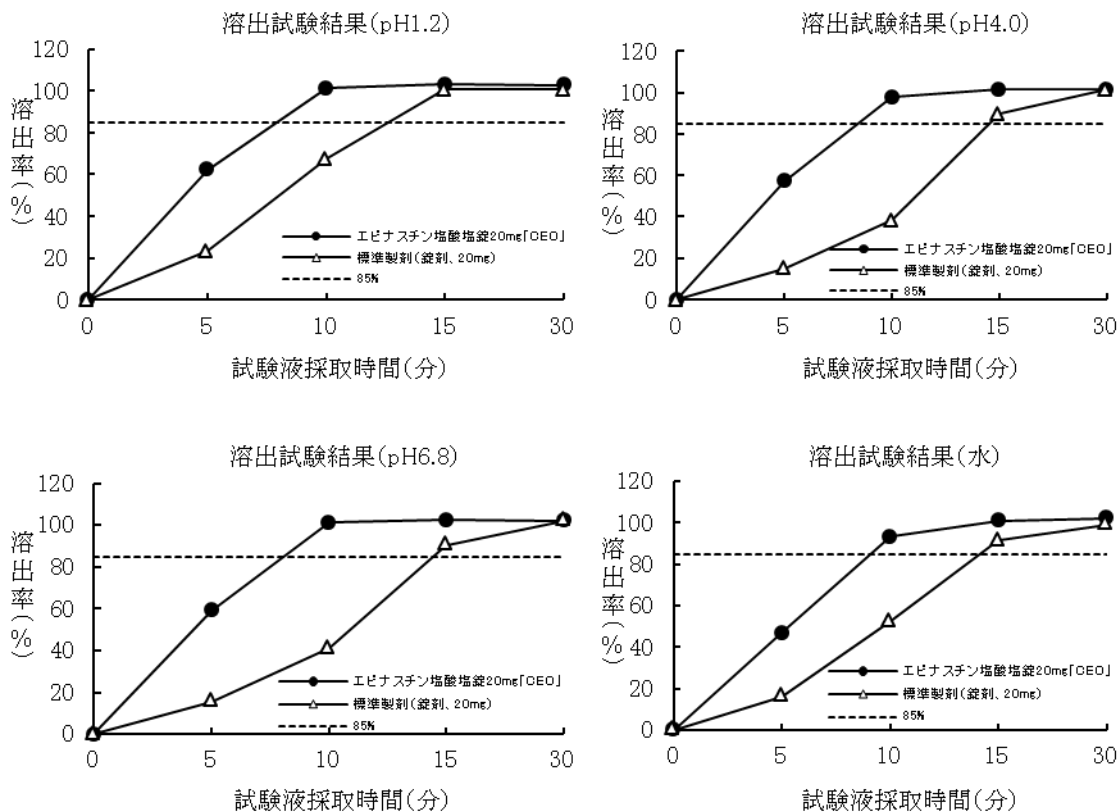 溶出試験結果(pH1.2)
120
100
80
60
40
20
0
溶出率(%)
エピナスチン塩酸塩錠20mg「CEO」
標準製剤(錠剤、20mg)
85%
0 5 10 15 30
試験液採取時間(分)
溶出試験結果(pH4.0)
120
100
80
60
40
20
0
溶出率(%)
エピナスチン塩酸塩錠20mg「CEO」
標準製剤(錠剤、20mg)
85%
0 5 10 15 30
試験液採取時間(分)
溶出試験結果(pH6.8)
120
100
80
60
40
20
0
溶出率(%)
エピナスチン塩酸塩錠20mg「CEO」
標準製剤(錠剤、20mg)
85%
0 5 10 15 30
試験液採取時間(分)
溶出試験結果(水)
120
100
80
60
40
20
0
溶出率(%)
エピナスチン塩酸塩錠20mg「CEO」
標準製剤(錠剤、20mg)
85%
0 5 10 15 30
試験液採取時間(分)